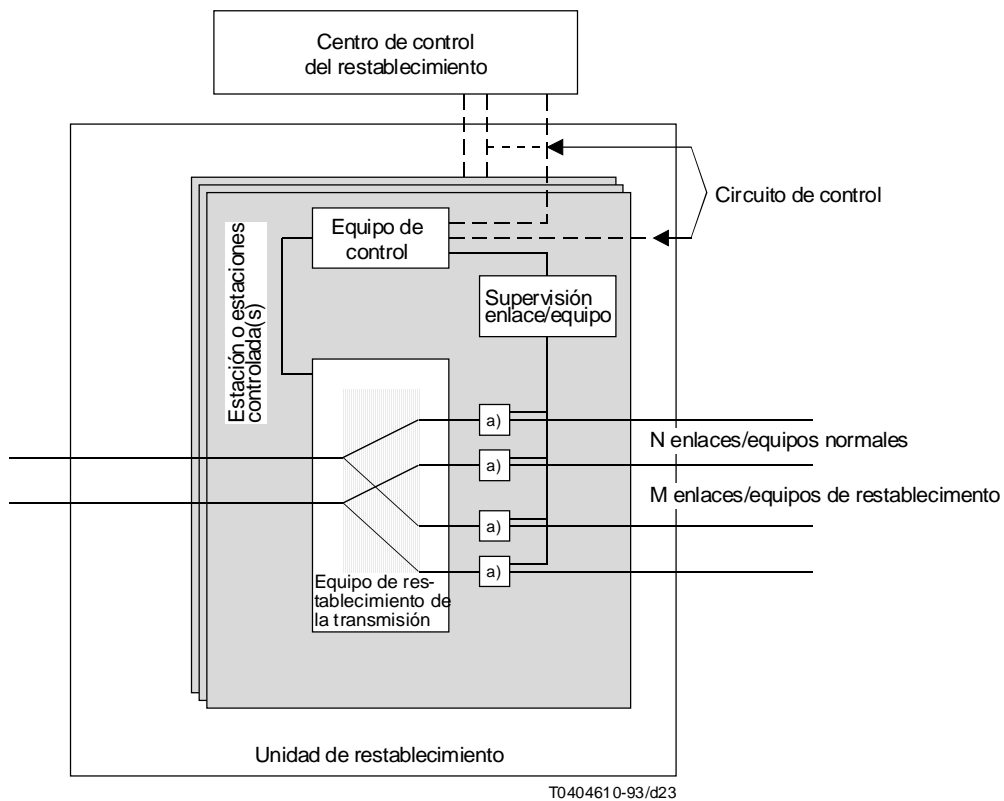 Centro de control
del restablecimiento
Circuito de control
Equipo de
control
Estación o estaciones
controlada(s)
Supervisión
enlace/equipo
a)
N enlaces/equipos normales
a)
M enlaces/equipos de restablecimento
a)
a)
Equipo de res-
tablecimiento de
la transmisión
Unidad de restablecimiento
T0404610-93/d23